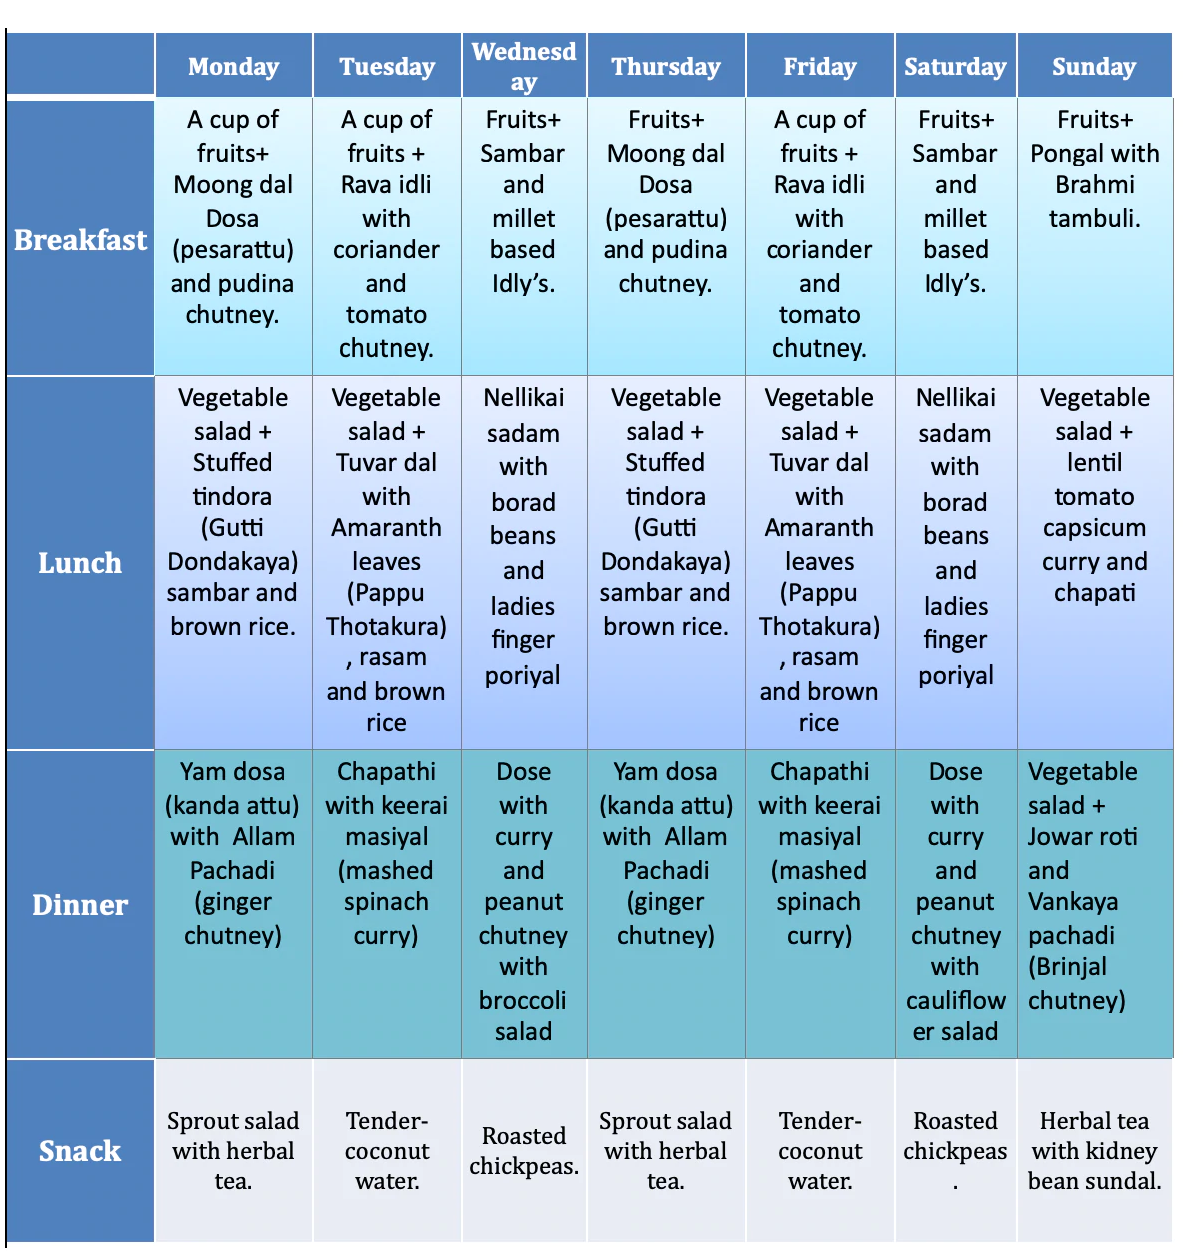 Monday
Tuesday
Wednesd
ay
Thursday
Friday
Saturday
Sunday
Breakfast
A cup of
fruits+
Moong dal
Dosa
(pesarattu)
and pudina
chutney.
A cup of
fruits +
Rava idli
with
coriander
and
tomato
chutney.
Fruits+
Sambar
and
millet
based
Idly’s.
Fruits+
Moong dal
Dosa
(pesarattu)
and pudina
chutney.
A cup of
fruits +
Rava idli
with
coriander
and
tomato
chutney.
Fruits+
Sambar
and
millet
based
Idly’s.
Fruits+
Pongal with
Brahmi
tambuli.
Lunch
Vegetable
salad +
Stuffed
tindora
(Gutti
Dondakaya)
sambar and
brown rice.
Vegetable
salad +
Tuvar dal
with
Amaranth
leaves
(Pappu
Thotakura)
, rasam
and brown
rice
Nellikai
sadam
with
borad
beans
and
ladies
finger
poriyal
Vegetable
salad +
Stuffed
tindora
(Gutti
Dondakaya)
sambar and
brown rice.
Vegetable
salad +
Tuvar dal
with
Amaranth
leaves
(Pappu
Thotakura)
, rasam
and brown
rice
Nellikai
sadam
with
borad
beans
and
ladies
finger
poriyal
Vegetable
salad +
lentil
tomato
capsicum
curry and
chapati
Dinner
Yam dosa
(kanda attu)
with  Allam
Pachadi
(ginger
chutney)
Chapathi
with keerai
masiyal
(mashed
spinach
curry)
Dose
with
curry
and
peanut
chutney
with
broccoli
salad
Yam dosa
(kanda attu)
with  Allam
Pachadi
(ginger
chutney)
Chapathi
with keerai
masiyal
(mashed
spinach
curry)
Dose
with
curry
and
peanut
chutney
with
cauliflow
er salad
Vegetable
salad +
Jowar roti
and
Vankaya
pachadi
(Brinjal
chutney)
Snack
Sprout salad
with herbal
tea.
Tender-
coconut
water.
Roasted
chickpeas.
Sprout salad
with herbal
tea.
Tender-
coconut
water.
Roasted
chickpeas
.
Herbal tea
with kidney
bean sundal.